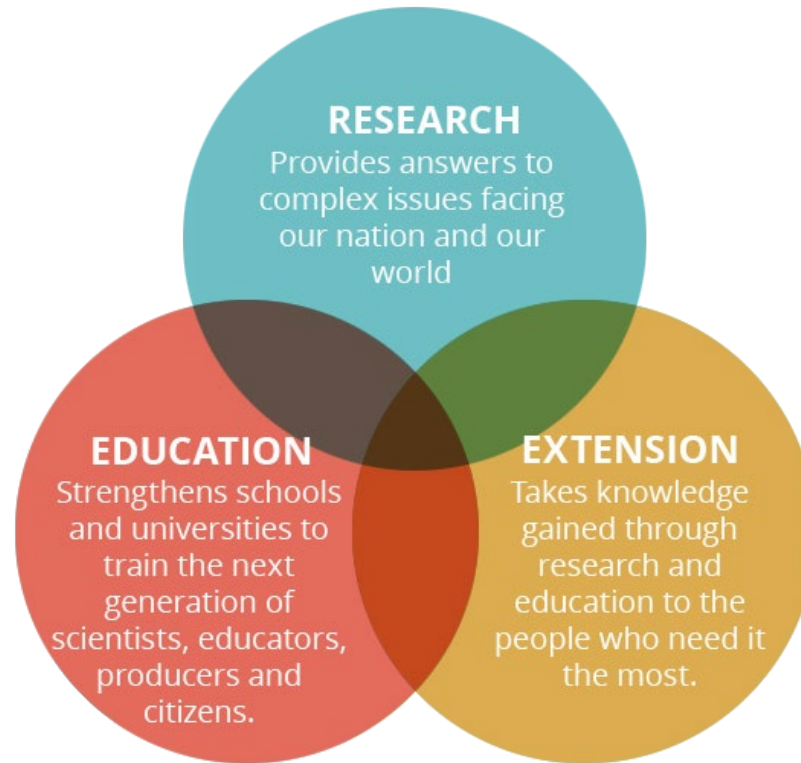 RESEARCH
Provides answers to
complex issues facing
our nation and our
world
EDUCATION
Strengthens schools
and universities to
train the next
generation of
scientists, educators,
producers and
citizens.
EXTENSION
Takes knowledge
gained through
research and
education to the
people who need it
the most.